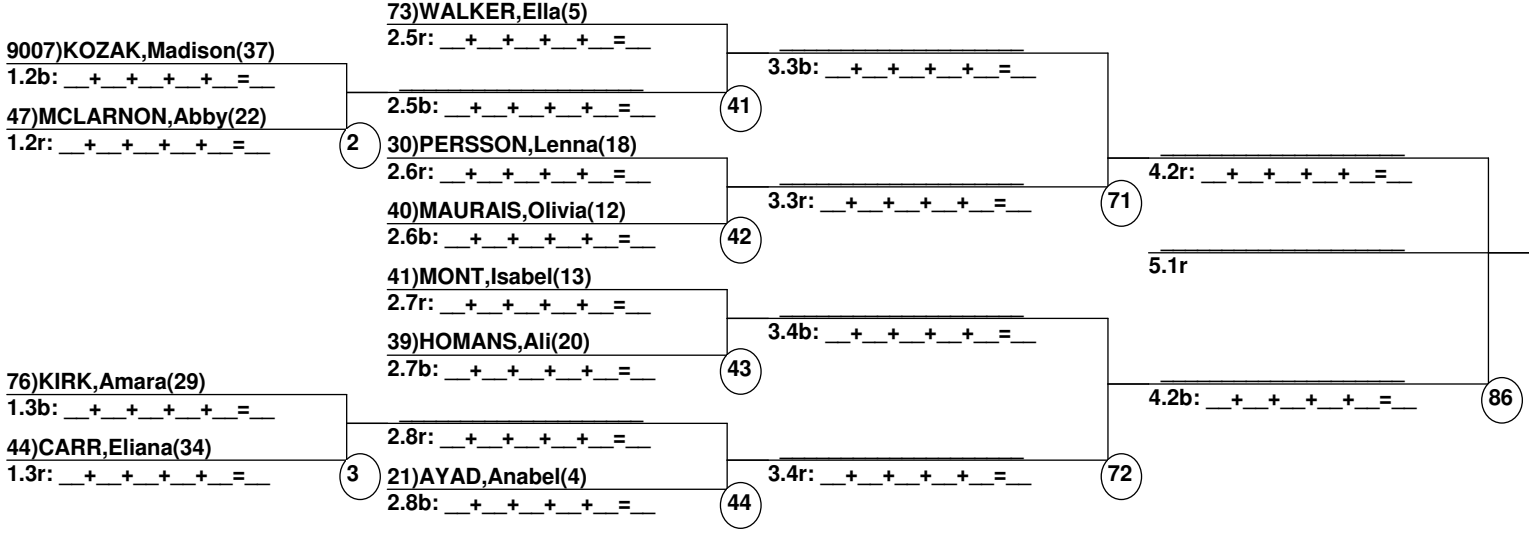 73)WALKER,Ella(5)
2.5r: __+__+__+__+__=__
9007)KOZAK,Madison(37)
1.2b: __+__+__+__+__=__
3.3b: __+__+__+__+__=__
2.5b: __+__+__+__+__=__
41
47)MCLARNON,Abby(22)
1.2r: __+__+__+__+__=__
2
30)PERSSON,Lenna(18)
2.6r: __+__+__+__+__=__
4.2r: __+__+__+__+__=__
3.3r: __+__+__+__+__=__
71
40)MAURAIS,Olivia(12)
2.6b: __+__+__+__+__=__
42
5.1r
41)MONT,Isabel(13)
2.7r: __+__+__+__+__=__
3.4b: __+__+__+__+__=__
39)HOMANS,Ali(20)
2.7b: __+__+__+__+__=__
43
76)KIRK,Amara(29)
1.3b: __+__+__+__+__=__
4.2b: __+__+__+__+__=__
86
2.8r: __+__+__+__+__=__
44)CARR,Eliana(34)
1.3r: __+__+__+__+__=__
3
21)AYAD,Anabel(4)
2.8b: __+__+__+__+__=__
44
3.4r: __+__+__+__+__=__
72